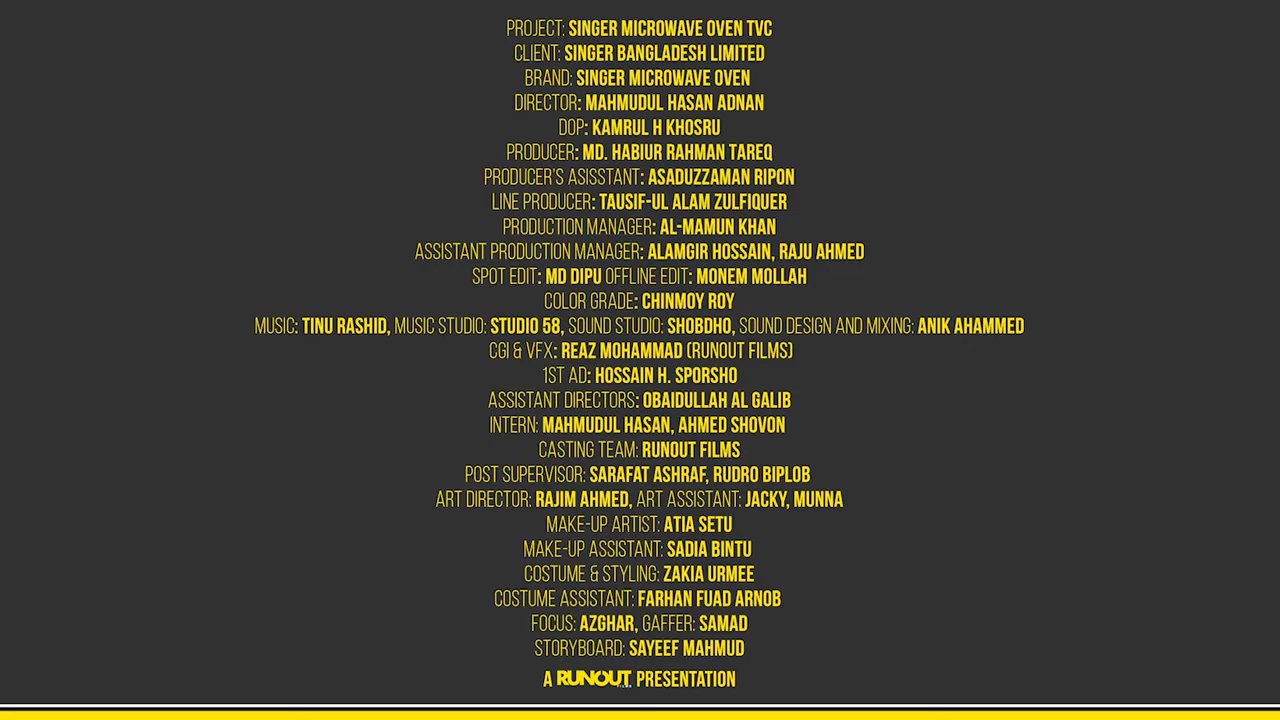 PROJECT: SINGER MICROWAVE OVEN TVC
CLIENT: SINGER BANGLADESH LIMITED
BRAND: SINGER MICROWAVE OVEN
DIRECTOR: MAHMUDUL HASAN ADNAN
DOP: KAMRUL H KHOSRU
PRODUCER: MD. HABIUR RAHMAN TAREQ
PRODUCER'S ASISSTANT: ASADUZZAMAN RIPON
LINE PRODUCER: TAUSIF-UL ALAM ZULFIQUER
PRODUCTION MANAGER: AL-MAMUN KHAN
ASSISTANT PRODUCTION MANAGER: ALAMGIR HOSSAIN, RAJU AHMED
SPOT EDIT: MD DIPU OFFLINE EDIT: MONEM MOLLAH
COLOR GRADE: CHINMOY ROY
MUSIC: TINU RASHID, MUSIC STUDIO: STUDIO 58, SOUND STUDIO: SHOBDHO, SOUND DESIGN AND MIXING: ANIK AHAMMED
CGI & VFX: REAZ MOHAMMAD (RUNOUT FILMS)
1ST AD: HOSSAIN H. SPORSHO
ASSISTANT DIRECTORS: OBAIDULLAH AL GALIB
INTERN: MAHMUDUL HASAN, AHMED SHOVON
CASTING TEAM: RUNOUT FILMS
POST SUPERVISOR: SARAFAT ASHRAF, RUDRO BIPLOB
ART DIRECTOR: RAJIM AHMED, ART ASSISTANT: JACKY, MUNNA
MAKE-UP ARTIST: ATIA SETU
MAKE-UP ASSISTANT: SADIA BINTU
COSTUME & STYLING: ZAKIA URMEE
COSTUME ASSISTANT: FARHAN FUAD ARNOB
FOCUS: AZGHAR, GAFFER: SAMAD
STORYBOARD: SAYEEF MAHMUD
A RUNOUT FILMS PRESENTATION